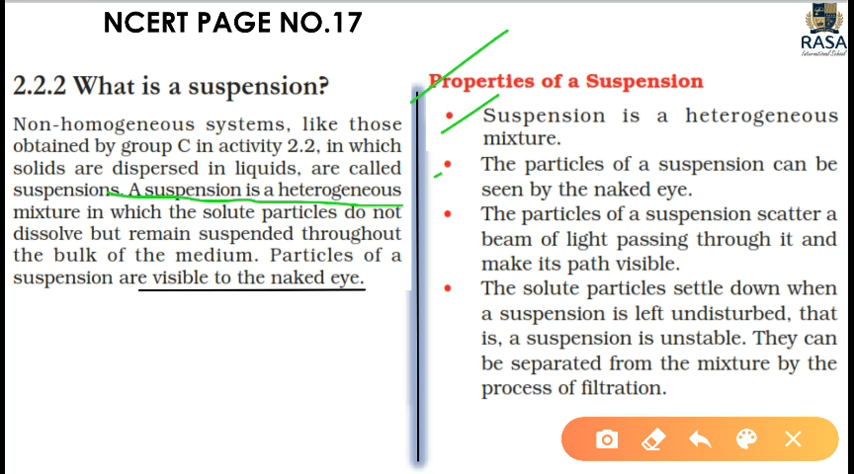 NCERT PAGE NO.17
RASA
International School
2.2.2 What is a suspension?
Non-homogeneous systems, like those
obtained by group C in activity 2.2, in which
solids are dispersed in liquids, are called
suspensions. A suspension is a heterogeneous
mixture in which the solute particles do not
dissolve but remain suspended throughout
the bulk of the medium. Particles of a
suspension are visible to the naked eye.
Properties of a Suspension
• Suspension is a heterogeneous
mixture.
• The particles of a suspension can be
seen by the naked eye.
• The particles of a suspension scatter a
beam of light passing through it and
make its path visible.
• The solute particles settle down when
a suspension is left undisturbed, that
is, a suspension is unstable. They can
be separated from the mixture by the
process of filtration.